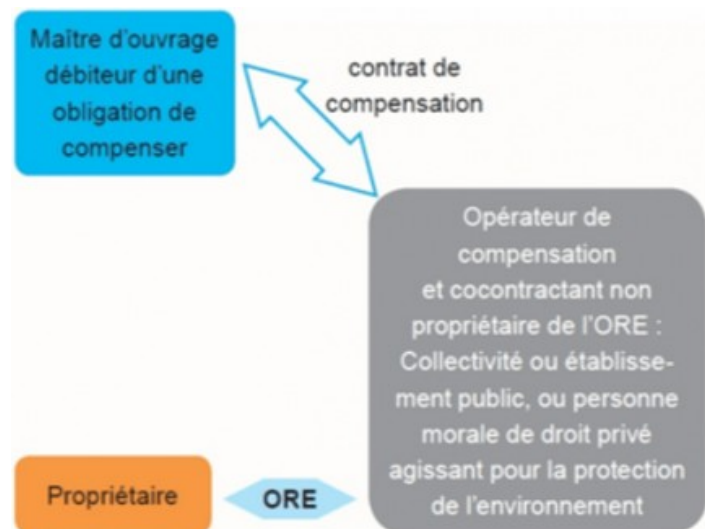 Maître d'ouvrage
débiteur d'une
obligation de
compenser
contrat de
compensation
Opérateur de
compensation
et cocontractant non
propriétaire de l'ORE :
Collectivité ou établisse-
ment public, ou personne
morale de droit privé
agissant pour la protection
de l'environnement
Propriétaire
ORE